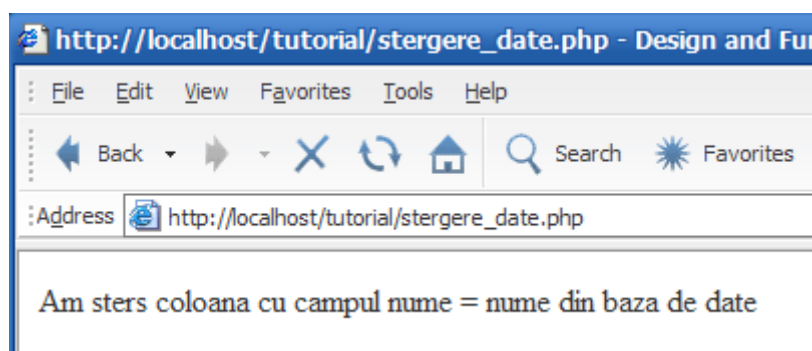 http://localhost/tutorial/stergere_date.php - Design and Fu
File Edit View Favorites Tools Help
Back Search Favorites
Address http://localhost/tutorial/stergere_date.php
Am sters coloana cu campul nume = nume din baza de date